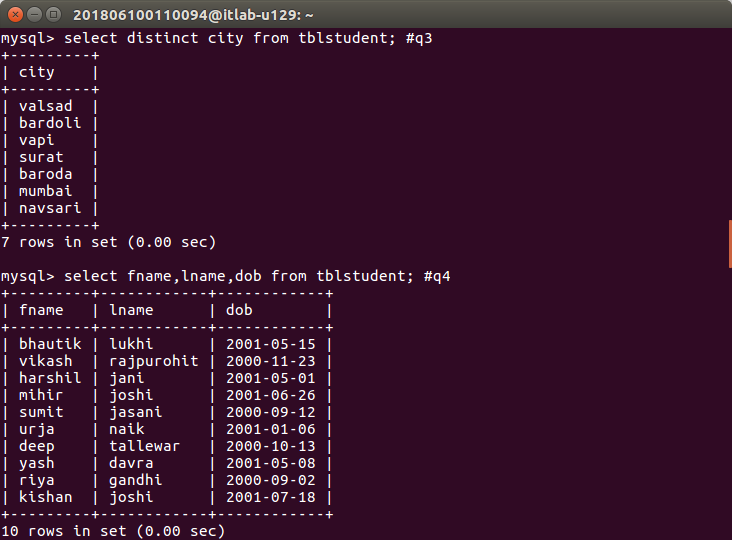 201806100110094@itlab-u129: ~
mysql> select distinct city from tblstudent; #q3
+---------+
| city    |
+---------+
| valsad  |
| bardoli |
| vapi    |
| surat   |
| baroda  |
| mumbai  |
| navsari |
+---------+
7 rows in set (0.00 sec)

mysql> select fname,lname,dob from tblstudent; #q4
+---------+------------+------------+
| fname   | lname      | dob        |
+---------+------------+------------+
| bhautik | lukhi      | 2001-05-15 |
| vikash  | rajpurohit | 2000-11-23 |
| harshil | jani       | 2001-05-01 |
| mihir   | joshi      | 2001-06-26 |
| sumit   | jasani     | 2000-09-12 |
| urja    | naik       | 2001-01-06 |
| deep    | tallewar   | 2000-10-13 |
| yash    | davra      | 2001-05-08 |
| riya    | gandhi     | 2000-09-02 |
| kishan  | joshi      | 2001-07-18 |
+---------+------------+------------+
10 rows in set (0.00 sec)